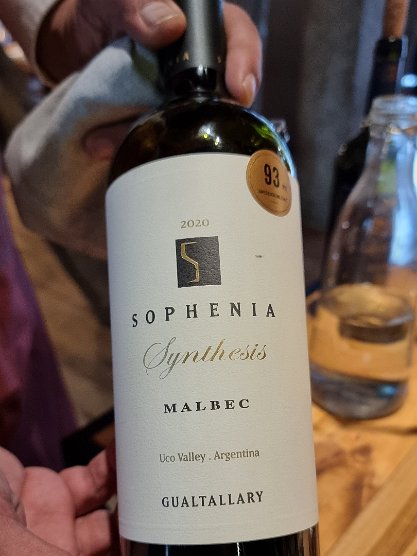 93
2020
S
SOPHENIA
Synthesis
MALBEC
Uco Valley . Argentina
GUALTALLARY